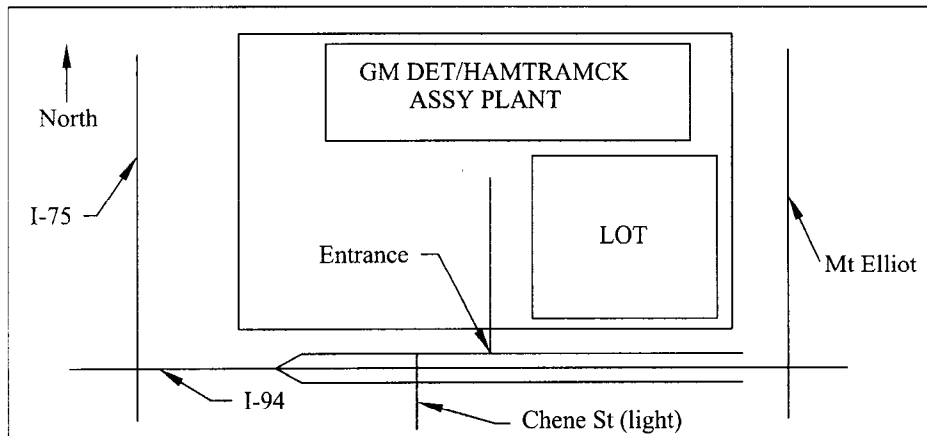 GM DET/HAMTRAMCK
ASSY PLANT
North
I-75
LOT
Entrance
Mt Elliot
I-94
Chene St (light)